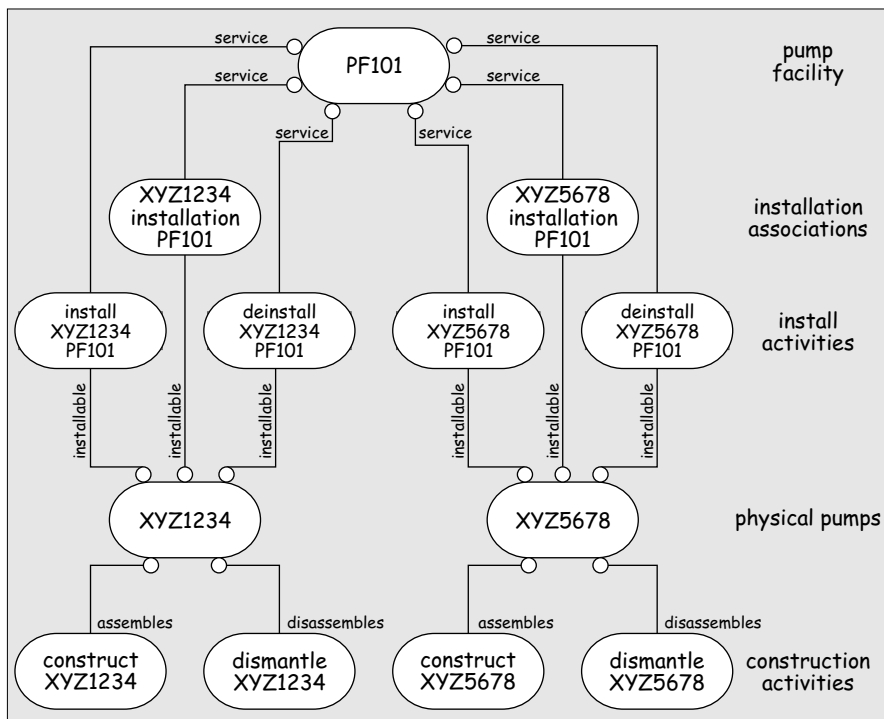 service
service
PF101
pump
facility
service
service
service
service
XYZ1234
installation
PF101
XYZ5678
installation
PF101
installation
associations
install
XYZ1234
PF101
deinstall
XYZ1234
PF101
install
XYZ5678
PF101
deinstall
XYZ5678
PF101
install
activities
installable
installable
installable
installable
installable
installable
XYZ1234
XYZ5678
physical pumps
assembles
disassembles
assembles
disassembles
construct
XYZ1234
dismantle
XYZ1234
construct
XYZ5678
dismantle
XYZ5678
construction
activities